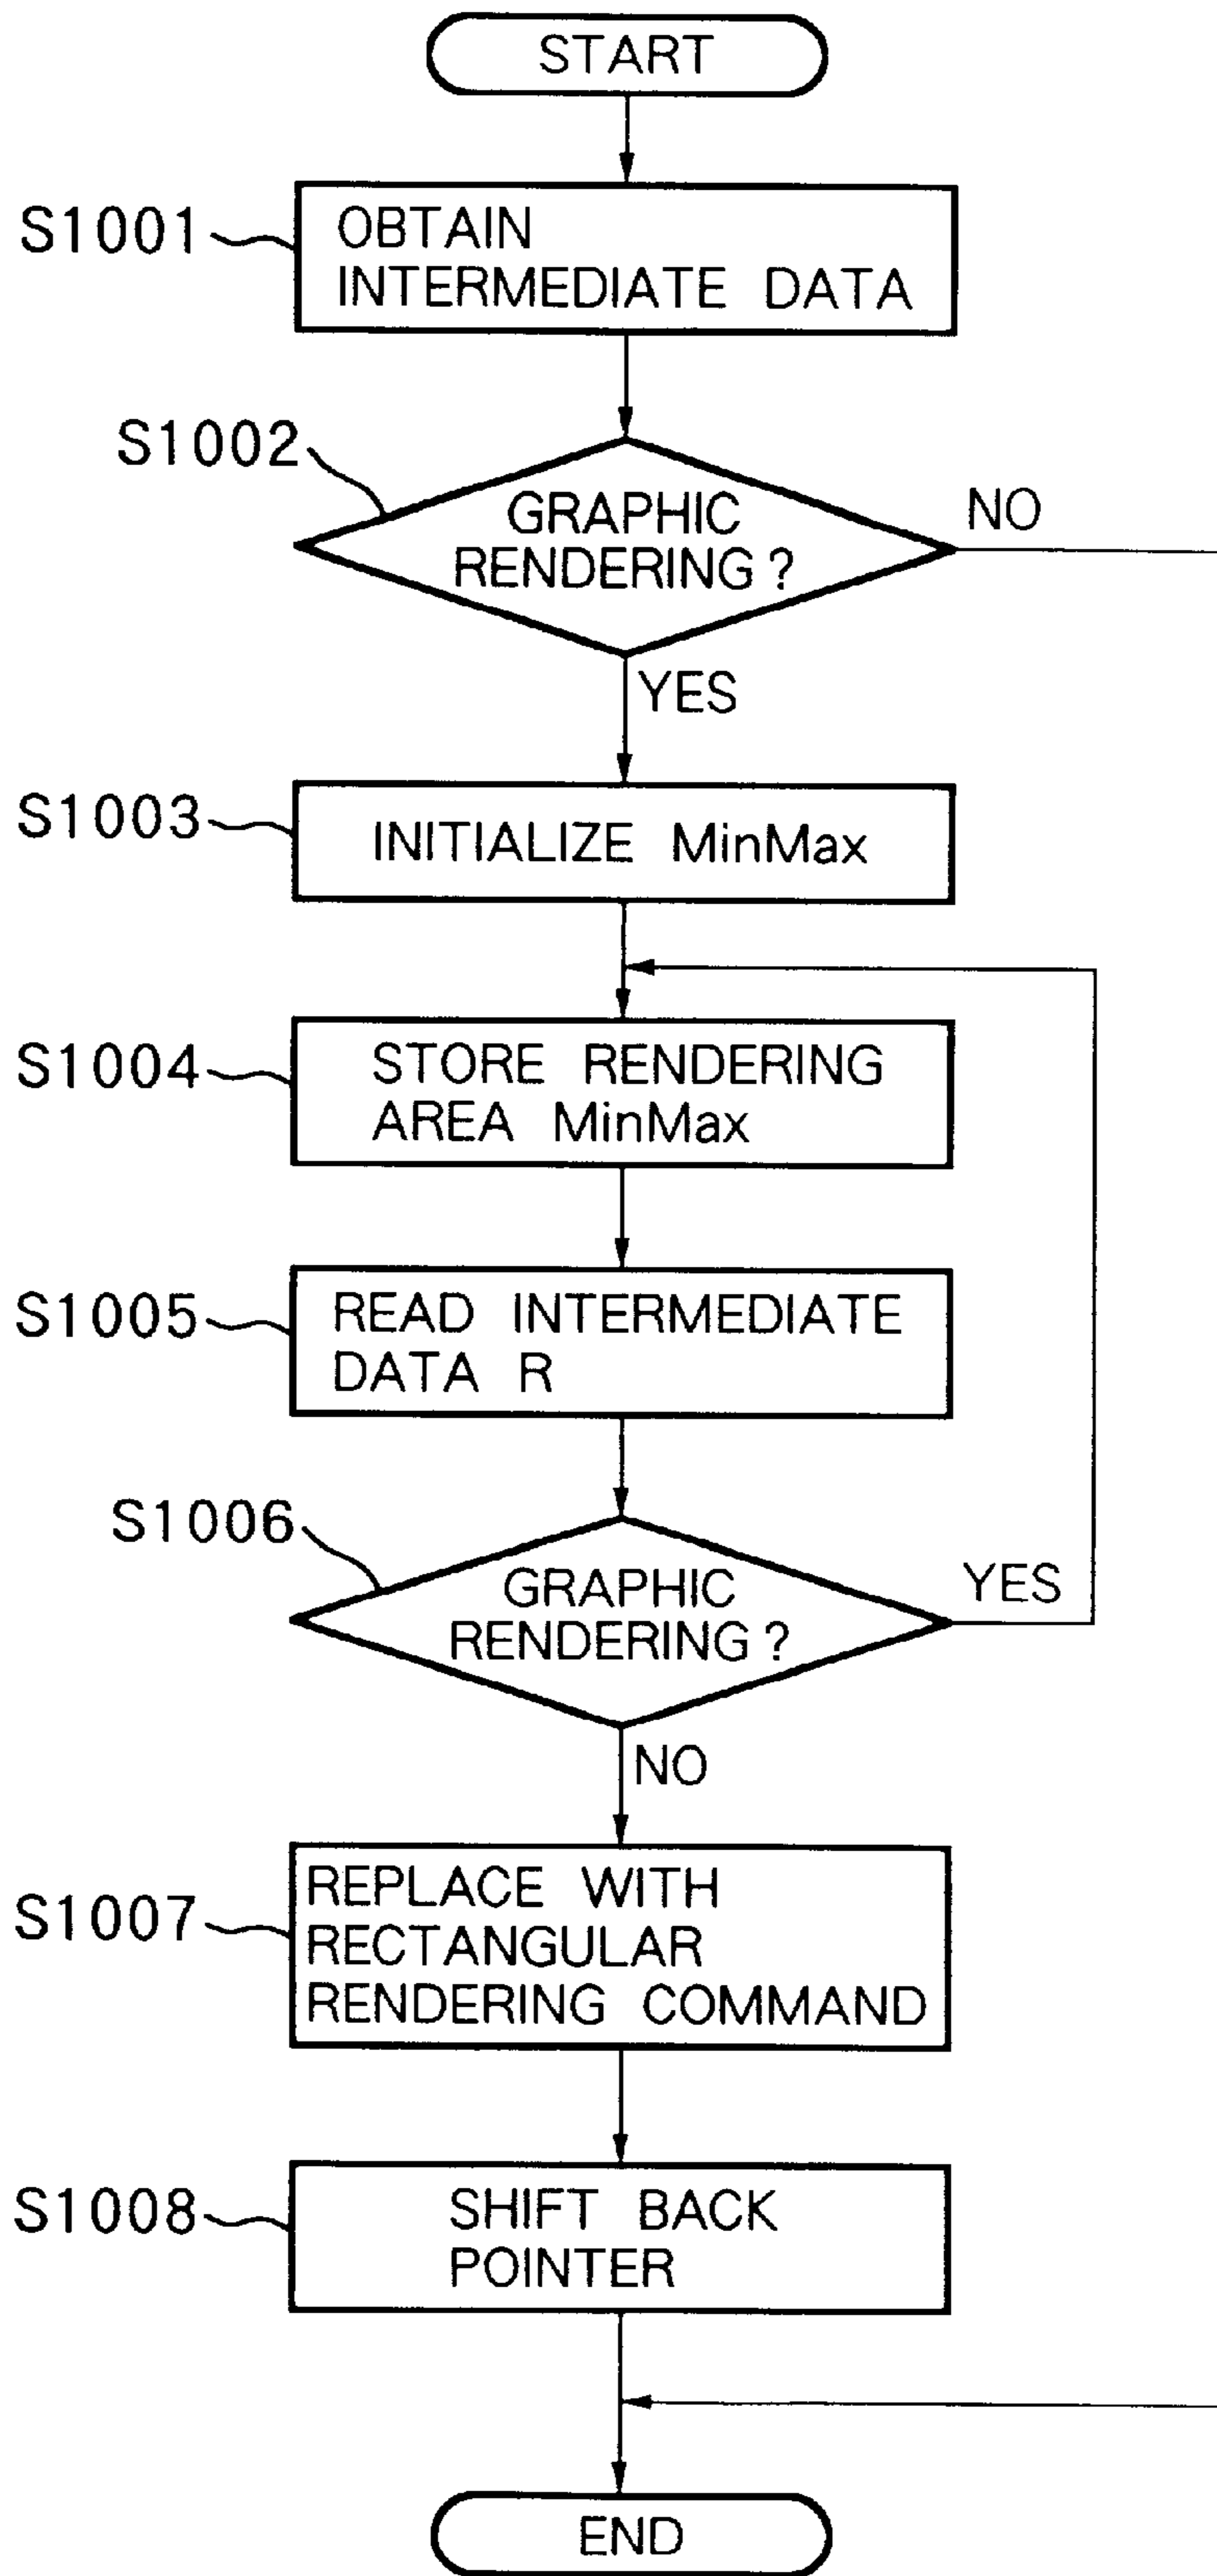 START
S1001
OBTAIN
INTERMEDIATE DATA
S1002
GRAPHIC
RENDERING ?
NO
YES
S1003
INITIALIZE MinMax
S1004
STORE RENDERING
AREA MinMax
S1005
READ INTERMEDIATE
DATA R
S1006
GRAPHIC
RENDERING ?
YES
NO
S1007
REPLACE WITH
RECTANGULAR
RENDERING COMMAND
S1008
SHIFT BACK
POINTER
END